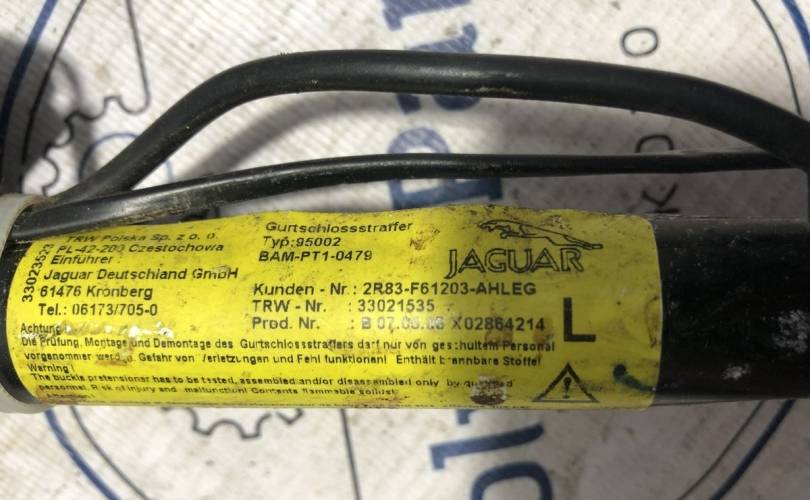 TRW Polska Sp. z o. o.
PL-42-200 Czestochowa
Einführer :
Jaguar Deutschland GmbH
61476 Kronberg
Tel.: 06173/705-0
Gurtschlossstraffer
Typ:95002
BAM-PT1-0479
JAGUAR
Kunden - Nr.: 2R83-F61203-AHLEG
TRW - Nr. : 33021535
Prod. Nr. : B 07. X02864214
L
Achtung
Die Prüfung, Montage und Demontage des Gurtschlossstraffers darf nur von geschultem Personal
vorgenommen werden. Gefahr von Verletzungen und Fehlfunktionen! Enthält brennbare Stoffe!
Warning !
The buckle pretensioner has to be tested, assembled and/or disassembled only by qualified
personnel. Risk of injury and malfunction! Contents flammable solids!